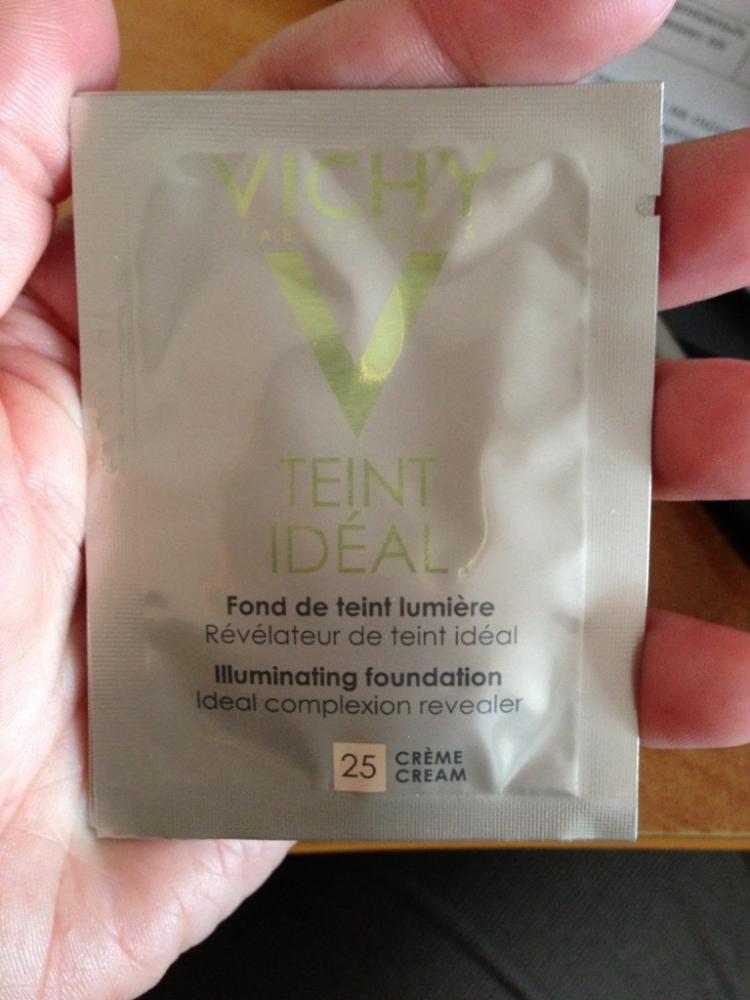 VICHY
LABORATOIRES
TEINT
IDÉAL
Fond de teint lumière
Révélateur de teint idéal
Illuminating foundation
Ideal complexion revealer
25 CRÈME
CREAM